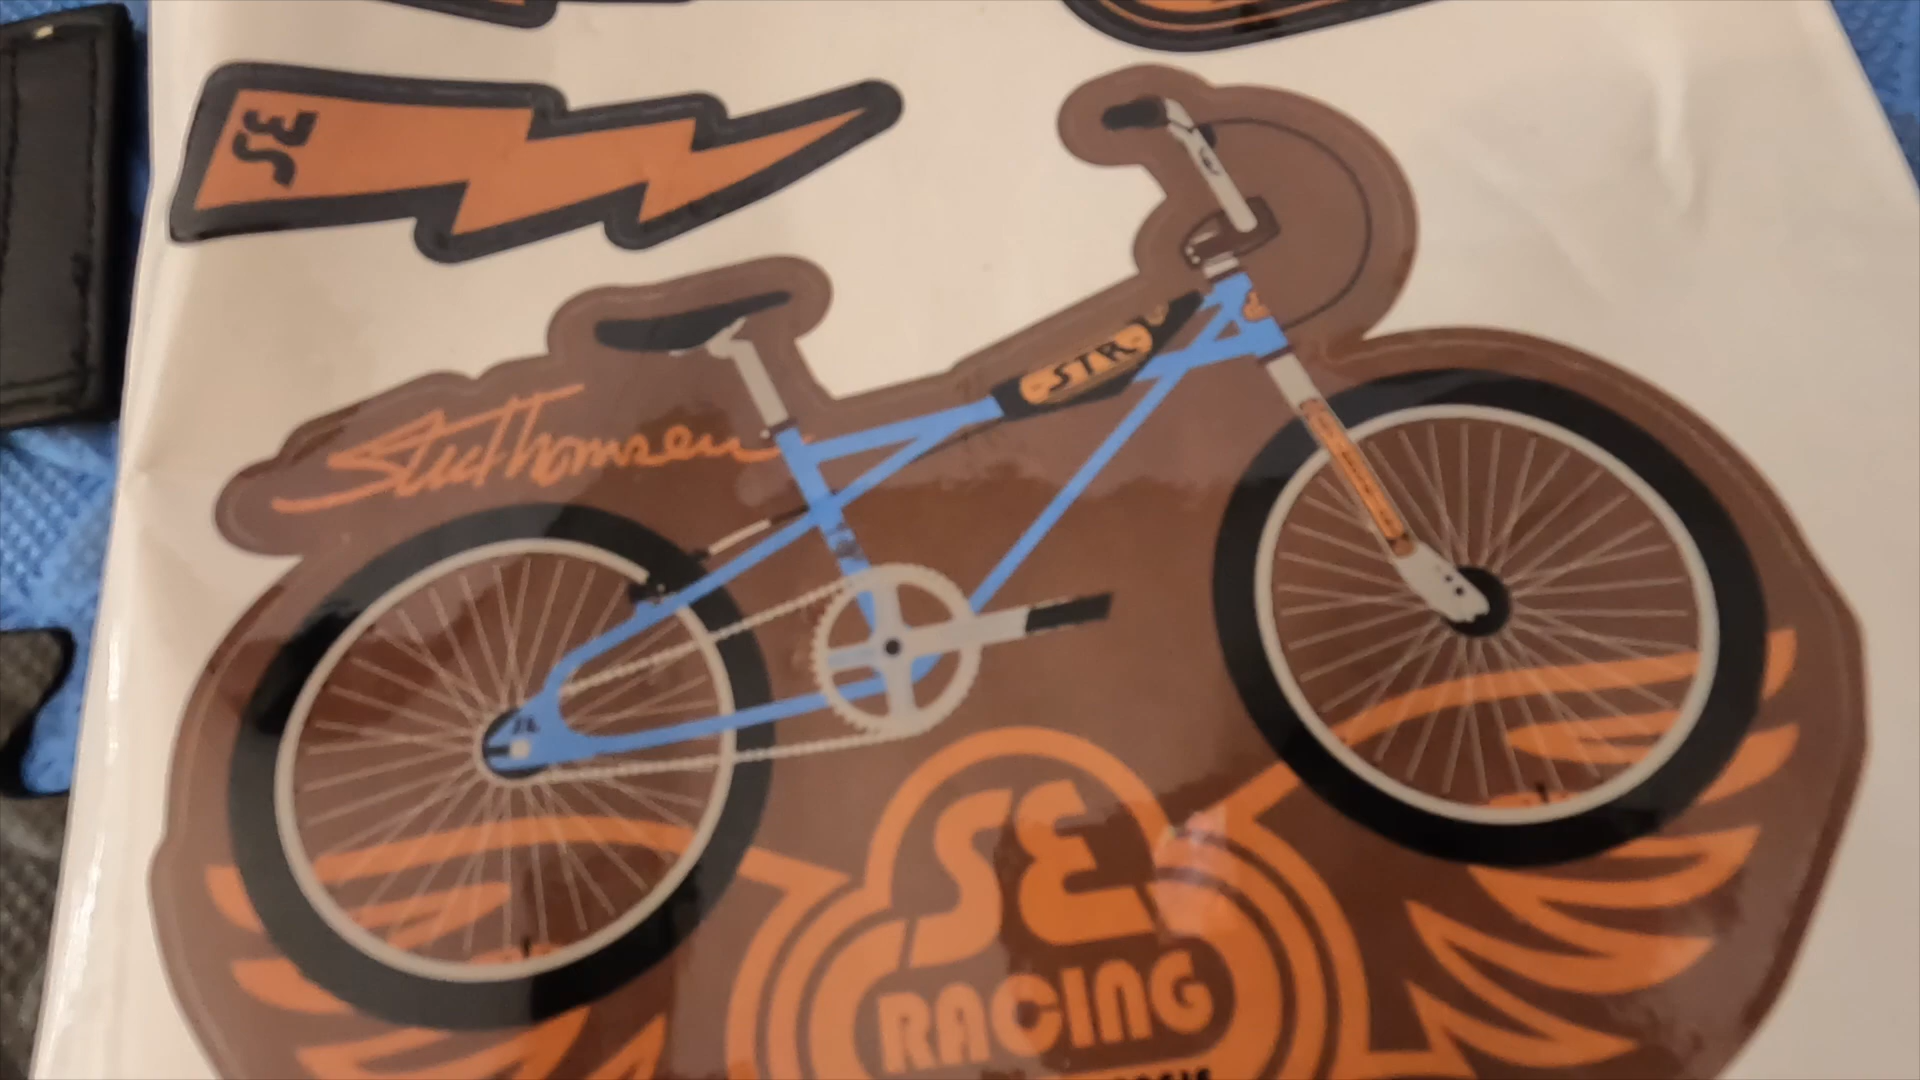 SE
STR
Stu Thomsen
SE
RACING